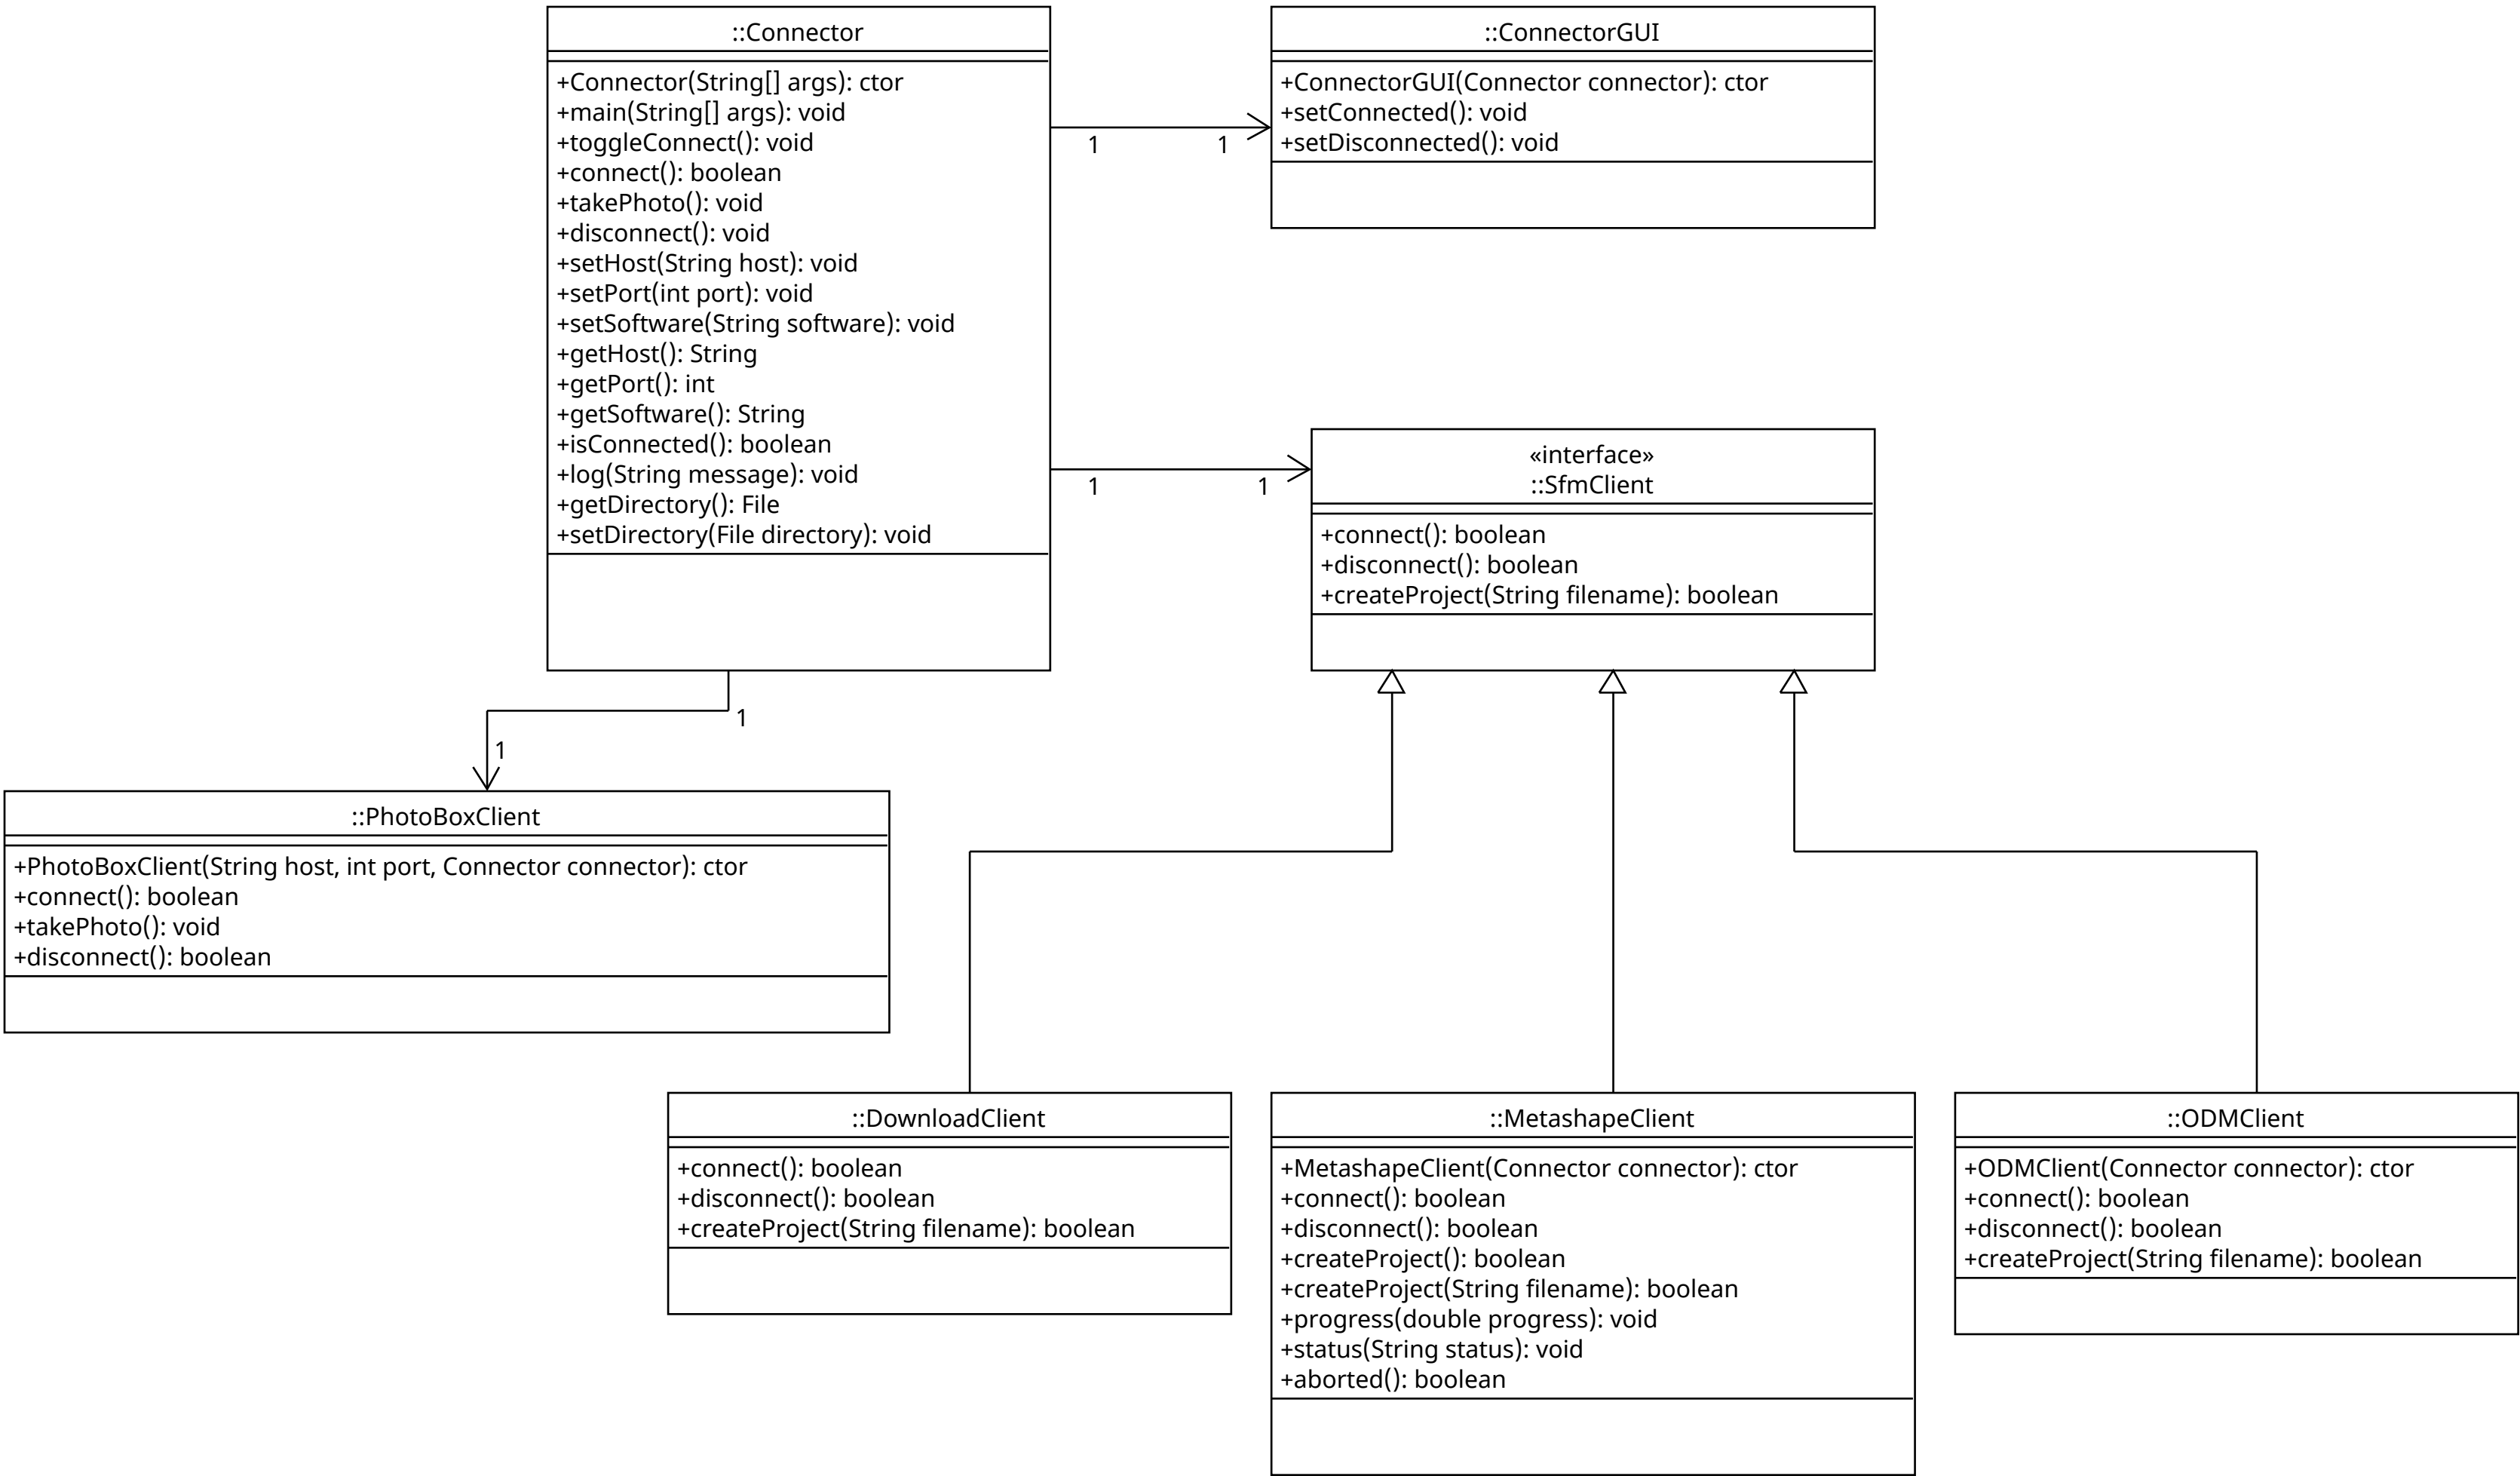 ::Connector
+Connector(String[] args): ctor
+main(String[] args): void
+toggleConnect(): void
+connect(): boolean
+takePhoto(): void
+disconnect(): void
+setHost(String host): void
+setPort(int port): void
+setSoftware(String software): void
+getHost(): String
+getPort(): int
+getSoftware(): String
+isConnected(): boolean
+log(String message): void
+getDirectory(): File
+setDirectory(File directory): void
1
1
::ConnectorGUI
+ConnectorGUI(Connector connector): ctor
+setConnected(): void
+setDisconnected(): void
1
1
«interface»
::SfmClient
+connect(): boolean
+disconnect(): boolean
+createProject(String filename): boolean
1
1
::PhotoBoxClient
+PhotoBoxClient(String host, int port, Connector connector): ctor
+connect(): boolean
+takePhoto(): void
+disconnect(): boolean
::DownloadClient
+connect(): boolean
+disconnect(): boolean
+createProject(String filename): boolean
::MetashapeClient
+MetashapeClient(Connector connector): ctor
+connect(): boolean
+disconnect(): boolean
+createProject(): boolean
+createProject(String filename): boolean
+progress(double progress): void
+status(String status): void
+aborted(): boolean
::ODMClient
+ODMClient(Connector connector): ctor
+connect(): boolean
+disconnect(): boolean
+createProject(String filename): boolean